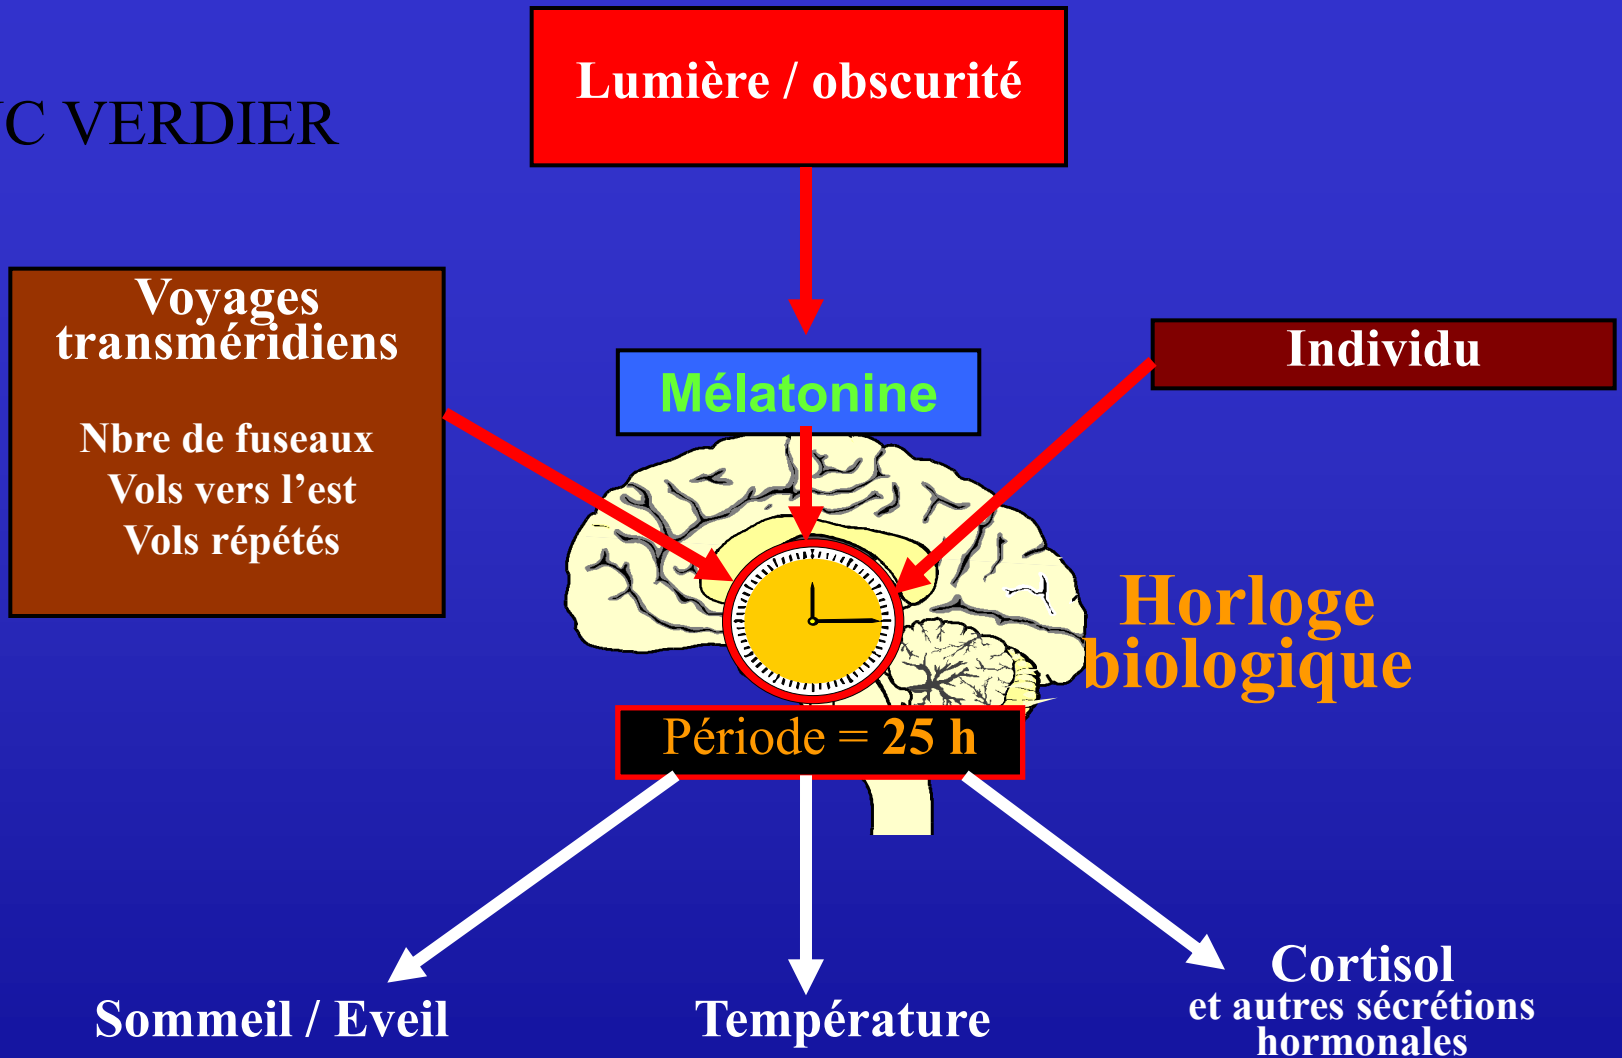 Lumière / obscurité
VERDIER
Voyages
transméridiens
Nbre de fuseaux
Vols vers l’est
Vols répétés
Mélatonine
Individu
Horloge
biologique
Période = 25 h
Sommeil / Eveil
Température
Cortisol
et autres sécrétions
hormonales